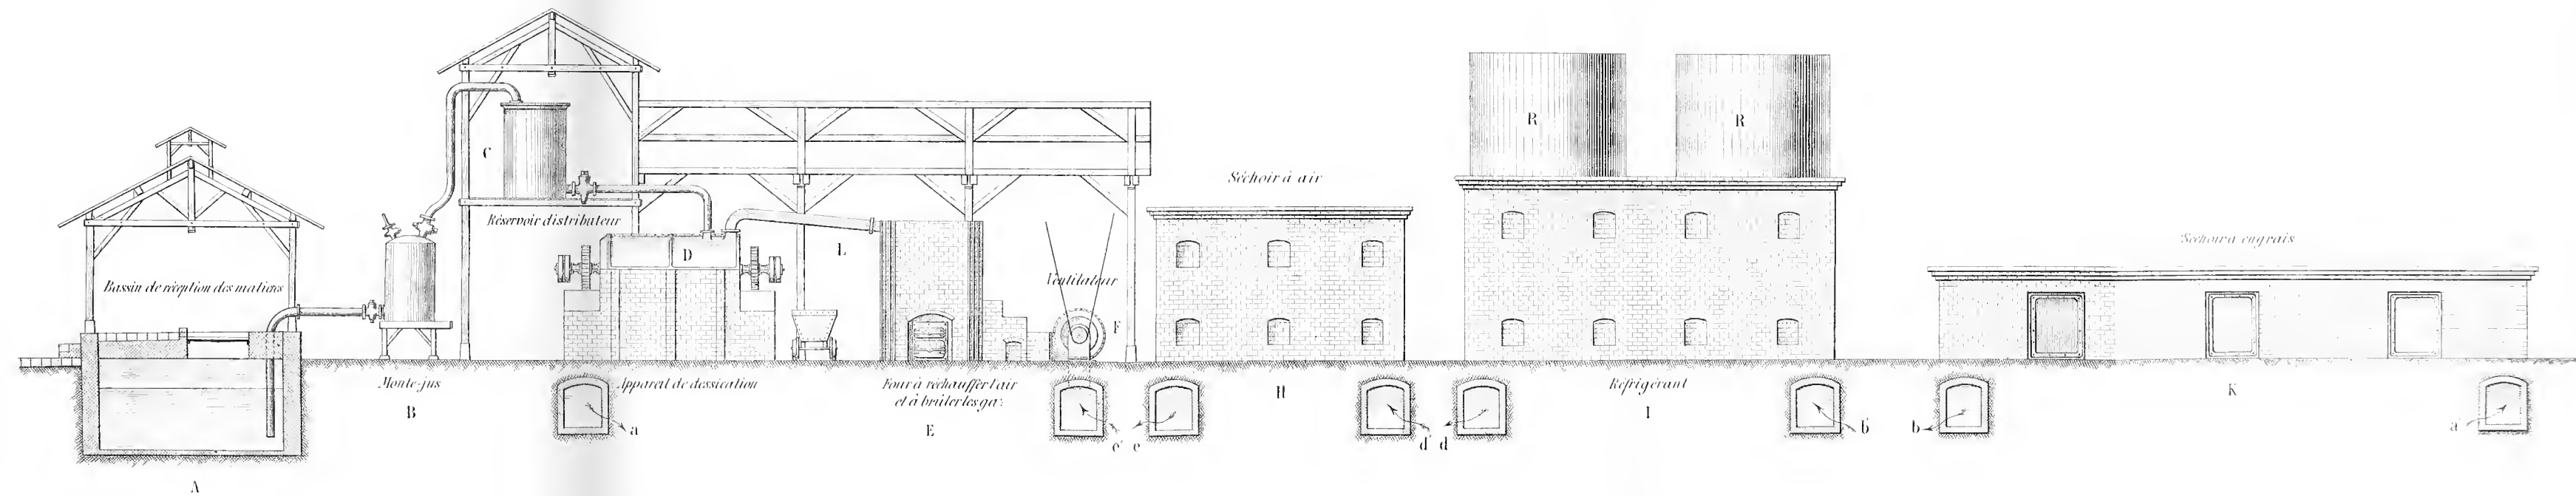 C
R
R
Séchoir à air
Réservoir distributeur
D
L
Séchoir à engrais
Bassin de réception des matières
Ventilateur
F
Monte-jus
B
Appareil de dessication
a
Four à réchauffer l'air
et à brûler les gaz
E
e' e
H
d' d
Réfrigérant
I
b'
b
K
a'
A